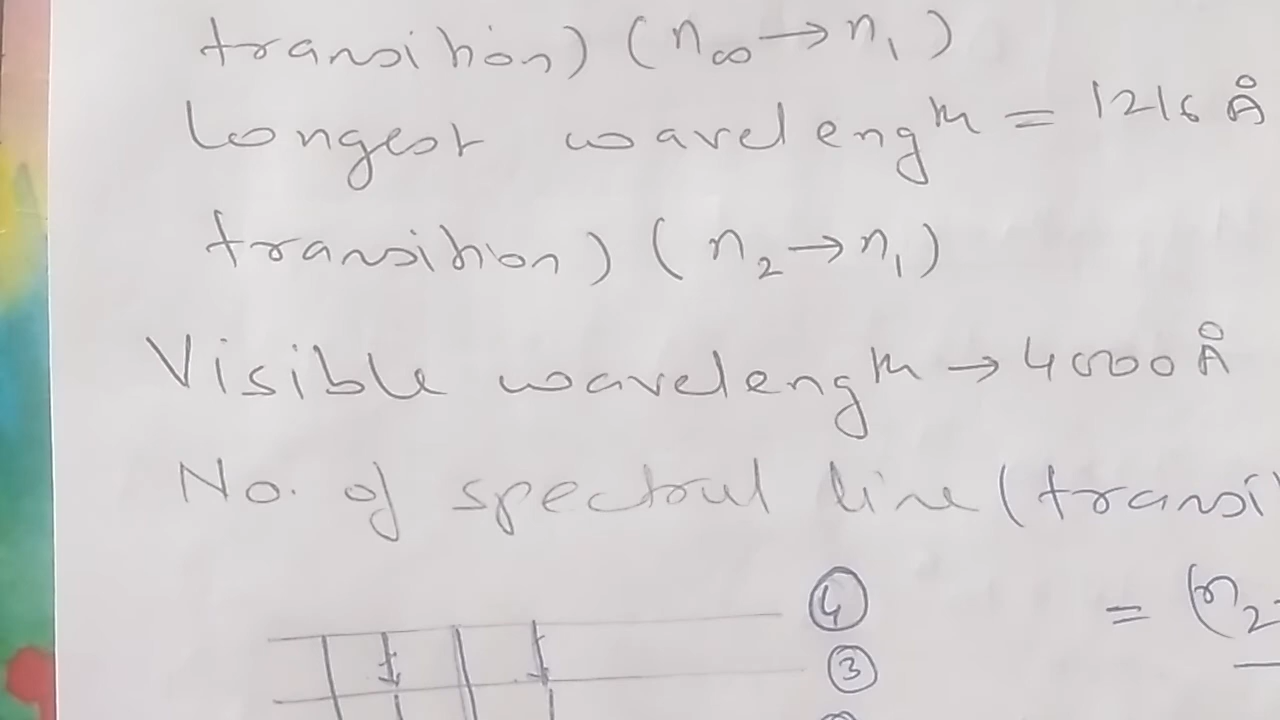 transition) (n∞→n₁)
Longest wavelength = 1216 Å
transition) (n₂→n₁)
Visible wavelength → 4000 Å
No. of spectral line (transi
= (n₂-
④
③